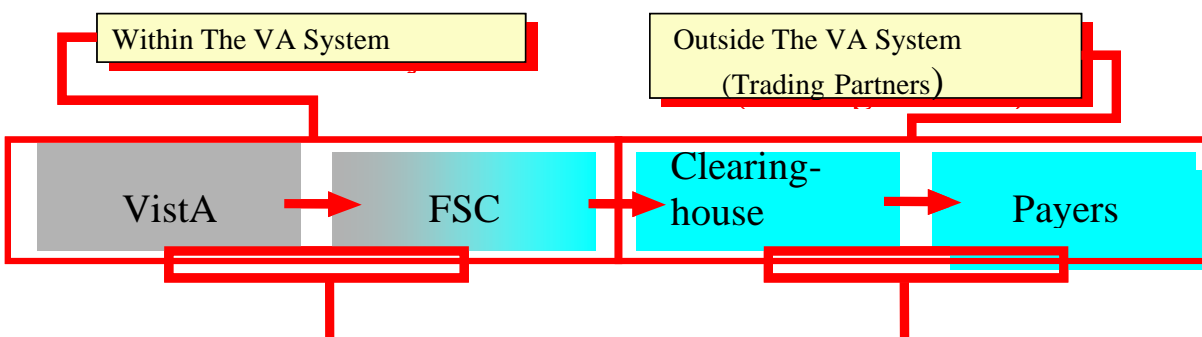 Within The VA System
Outside The VA System
(Trading Partners)
VistA
FSC
Clearing-
house
Payers